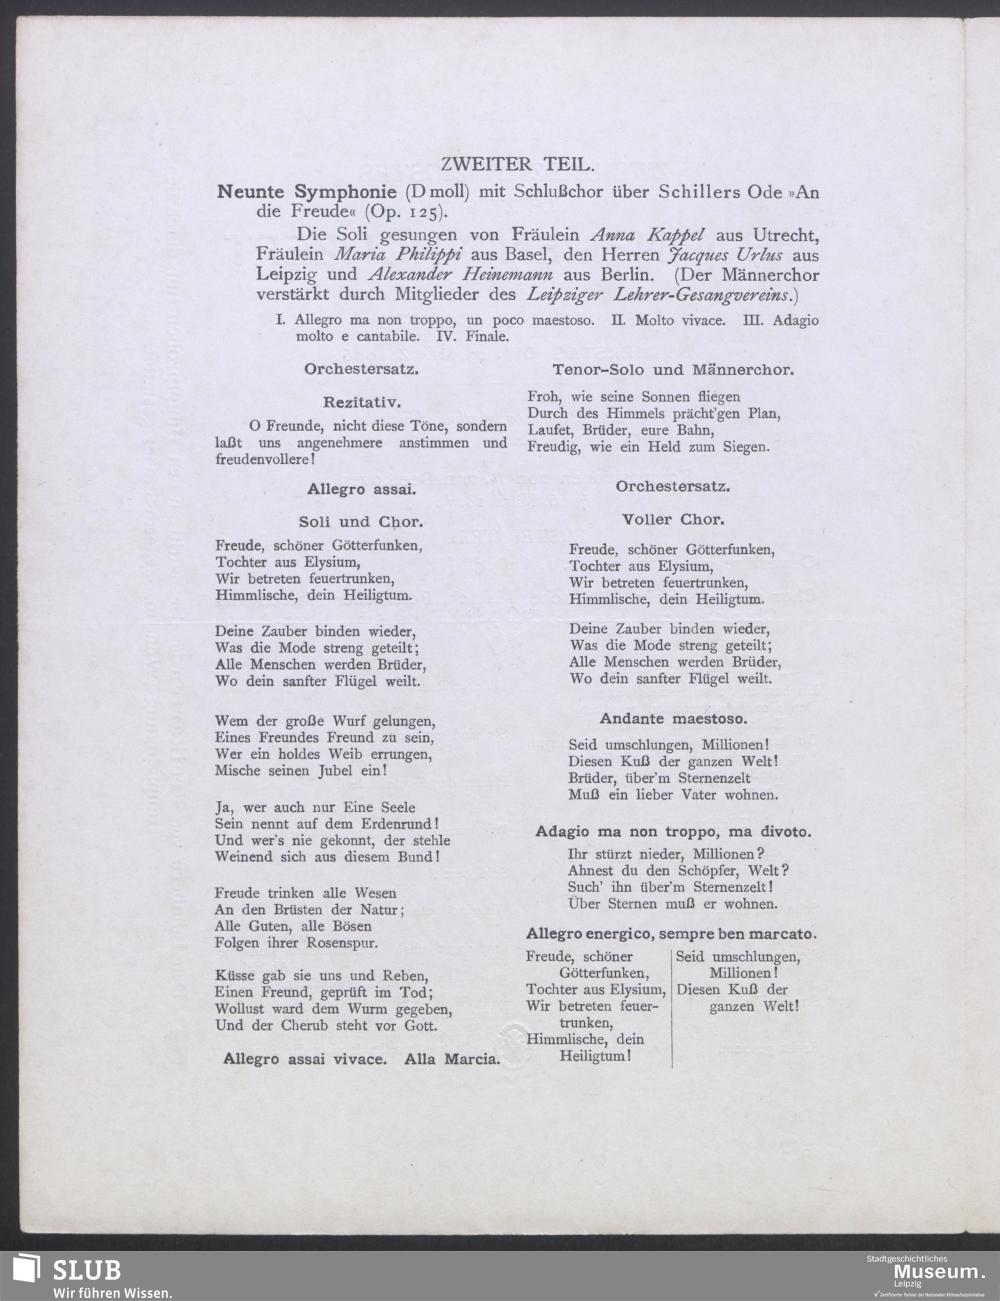 ZWEITER TEIL.
Neunte Symphonie (D moll) mit Schlußchor über Schillers Ode »An
die Freude« (Op. 125).
Die Soli gesungen von Fräulein Anna Kappel aus Utrecht,
Fräulein Maria Philippi aus Basel, den Herren Jacques Urlus aus
Leipzig und Alexander Heinemann aus Berlin. (Der Männerchor
verstärkt durch Mitglieder des Leipziger Lehrer-Gesangvereins.)
I. Allegro ma non troppo, un poco maestoso. II. Molto vivace. III. Adagio
molto e cantabile. IV. Finale.
Orchestersatz.
Rezitativ.
O Freunde, nicht diese Töne, sondern
laßt uns angenehmere anstimmen und
freudenvollere!
Allegro assai.
Soli und Chor.
Freude, schöner Götterfunken,
Tochter aus Elysium,
Wir betreten feuertrunken,
Himmlische, dein Heiligtum.
Deine Zauber binden wieder,
Was die Mode streng geteilt;
Alle Menschen werden Brüder,
Wo dein sanfter Flügel weilt.
Wem der große Wurf gelungen,
Eines Freundes Freund zu sein,
Wer ein holdes Weib errungen,
Mische seinen Jubel ein!
Ja, wer auch nur Eine Seele
Sein nennt auf dem Erdenrund!
Und wer's nie gekonnt, der stehle
Weinend sich aus diesem Bund!
Freude trinken alle Wesen
An den Brüsten der Natur;
Alle Guten, alle Bösen
Folgen ihrer Rosenspur.
Küsse gab sie uns und Reben,
Einen Freund, geprüft im Tod;
Wollust ward dem Wurm gegeben,
Und der Cherub steht vor Gott.
Allegro assai vivace. Alla Marcia.
Tenor-Solo und Männerchor.
Froh, wie seine Sonnen fliegen
Durch des Himmels prächt'gen Plan,
Laufet, Brüder, eure Bahn,
Freudig, wie ein Held zum Siegen.
Orchestersatz.
Voller Chor.
Freude, schöner Götterfunken,
Tochter aus Elysium,
Wir betreten feuertrunken,
Himmlische, dein Heiligtum.
Deine Zauber binden wieder,
Was die Mode streng geteilt;
Alle Menschen werden Brüder,
Wo dein sanfter Flügel weilt.
Andante maestoso.
Seid umschlungen, Millionen!
Diesen Kuß der ganzen Welt!
Brüder, über'm Sternenzelt
Muß ein lieber Vater wohnen.
Adagio ma non troppo, ma divoto.
Ihr stürzt nieder, Millionen?
Ahnest du den Schöpfer, Welt?
Such' ihn über'm Sternenzelt!
Über Sternen muß er wohnen.
Allegro energico, sempre ben marcato.
Freude, schöner
Götterfunken,
Tochter aus Elysium,
Wir betreten feuer-
trunken,
Himmlische, dein
Heiligtum!
Seid umschlungen,
Millionen!
Diesen Kuß der
ganzen Welt!
SLUB
Wir führen Wissen.
Stadtgeschichtliches
Museum.
Leipzig
Zertifizierter Partner der Nationalen Klimaschutzinitiative